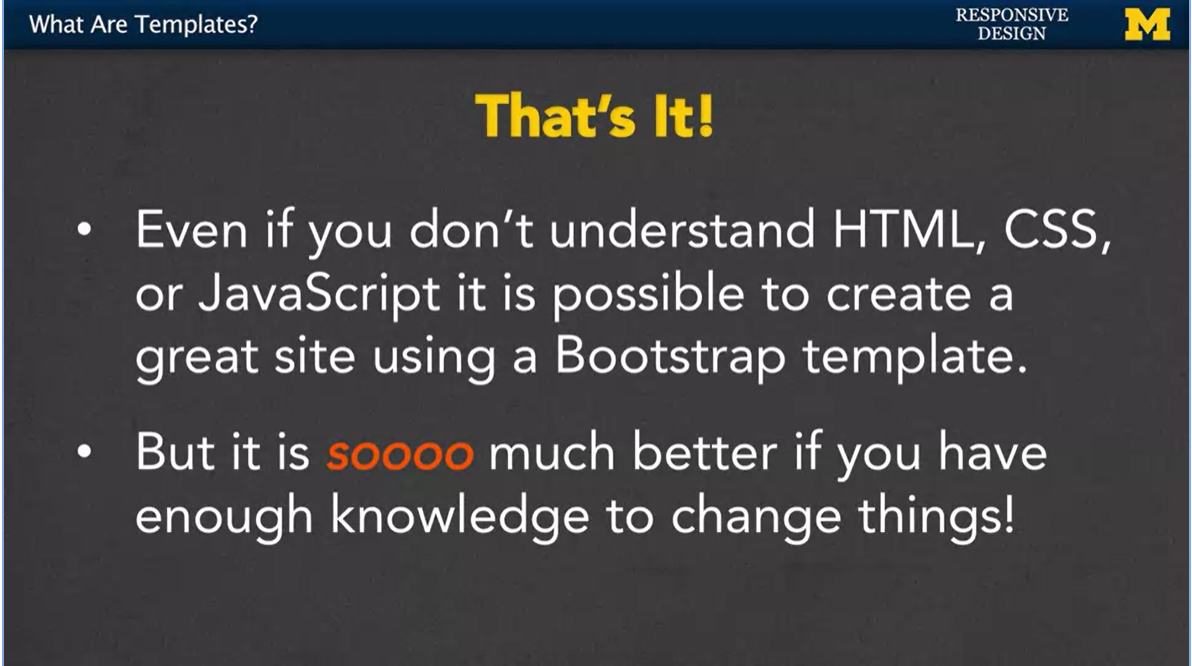 What Are Templates?
RESPONSIVE
DESIGN
M
That's It!
• Even if you don't understand HTML, CSS,
or JavaScript it is possible to create a
great site using a Bootstrap template.
• But it is soooo much better if you have
enough knowledge to change things!